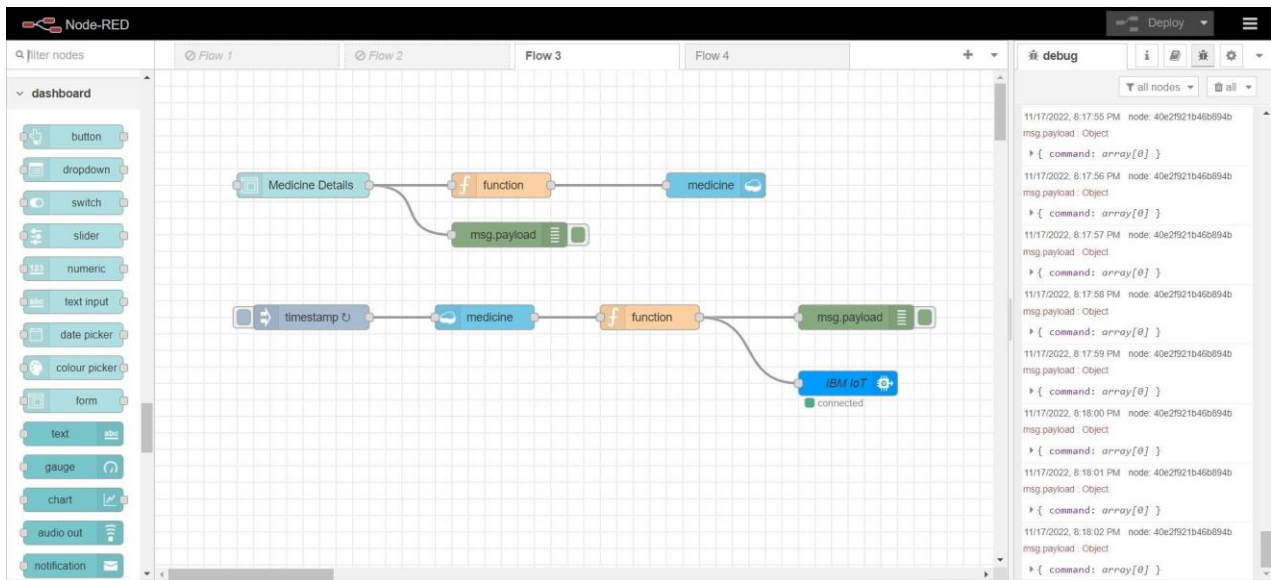 Node-RED
Deploy
filter nodes
Flow 1
Flow 2
Flow 3
Flow 4
debug
i
all nodes
all
dashboard
button
dropdown
switch
slider
123 numeric
abc text input
date picker
colour picker
form
text abc
gauge
chart
audio out
notification
Medicine Details
f function
medicine
msg.payload
timestamp ↻
medicine
f function
msg.payload
IBM IoT
connected
11/17/2022, 8:17:55 PM node: 40e2f921b46b894b
msg.payload : Object
{ command: array[0] }
11/17/2022, 8:17:56 PM node: 40e2f921b46b894b
msg.payload : Object
{ command: array[0] }
11/17/2022, 8:17:57 PM node: 40e2f921b46b894b
msg.payload : Object
{ command: array[0] }
11/17/2022, 8:17:58 PM node: 40e2f921b46b894b
msg.payload : Object
{ command: array[0] }
11/17/2022, 8:17:59 PM node: 40e2f921b46b894b
msg.payload : Object
{ command: array[0] }
11/17/2022, 8:18:00 PM node: 40e2f921b46b894b
msg.payload : Object
{ command: array[0] }
11/17/2022, 8:18:01 PM node: 40e2f921b46b894b
msg.payload : Object
{ command: array[0] }
11/17/2022, 8:18:02 PM node: 40e2f921b46b894b
msg.payload : Object
{ command: array[0] }